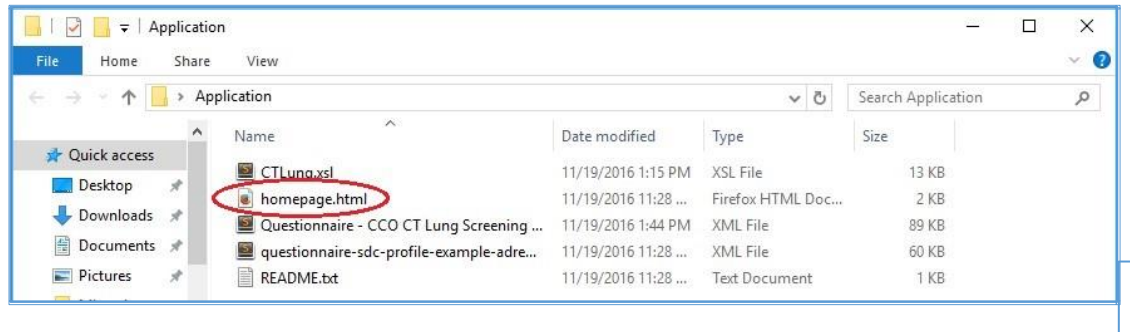 Application
File Home Share View
Application
Search Application
Name Date modified Type Size
Quick access
Desktop
Downloads
Documents
Pictures
CTLung.xsl 11/19/2016 1:15 PM XSL File 13 KB
homepage.html 11/19/2016 11:28 ... Firefox HTML Doc... 2 KB
Questionnaire - CCO CT Lung Screening ... 11/19/2016 1:44 PM XML File 89 KB
questionnaire-sdc-profile-example-adre... 11/19/2016 11:28 ... XML File 60 KB
README.txt 11/19/2016 11:28 ... Text Document 1 KB